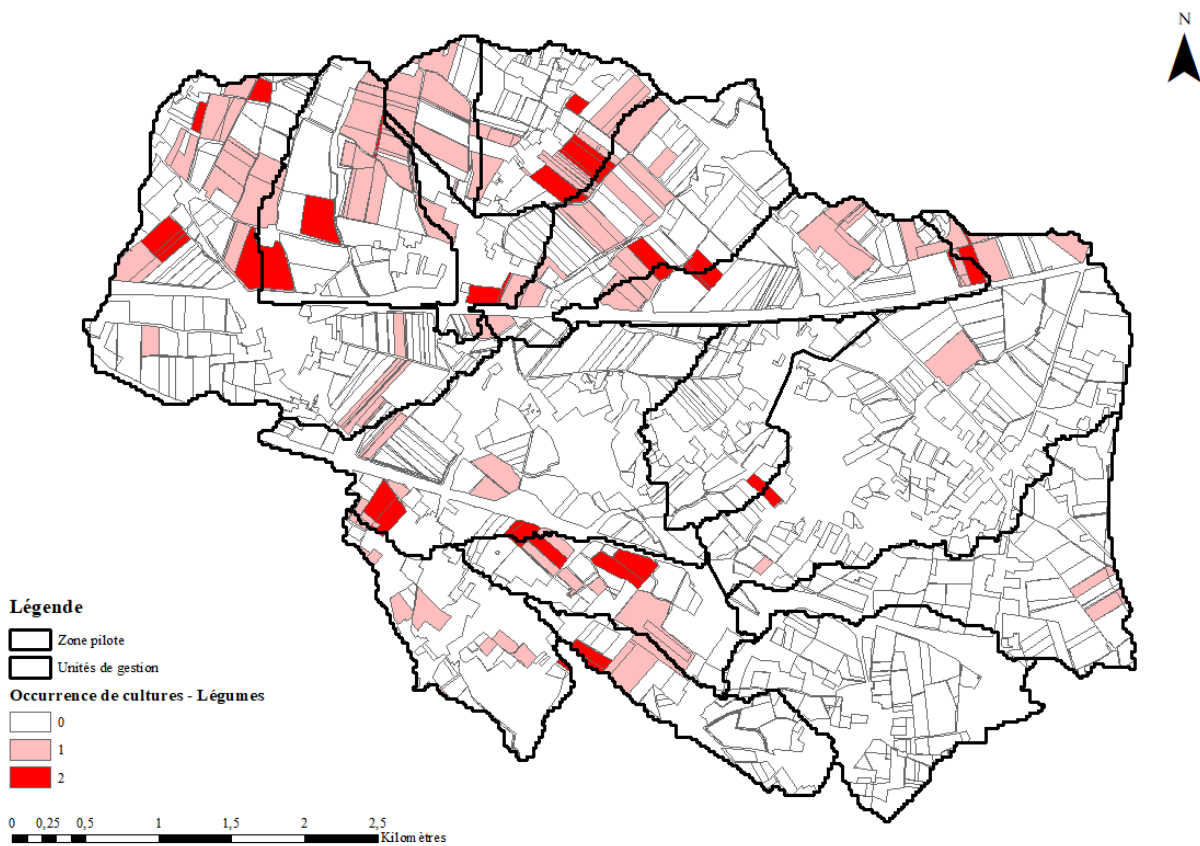 N
Légende
Zone pilote
Unités de gestion
Occurrence de cultures - Légumes
0
1
2
0 0,25 0,5 1 1,5 2 2,5
Kilomètres